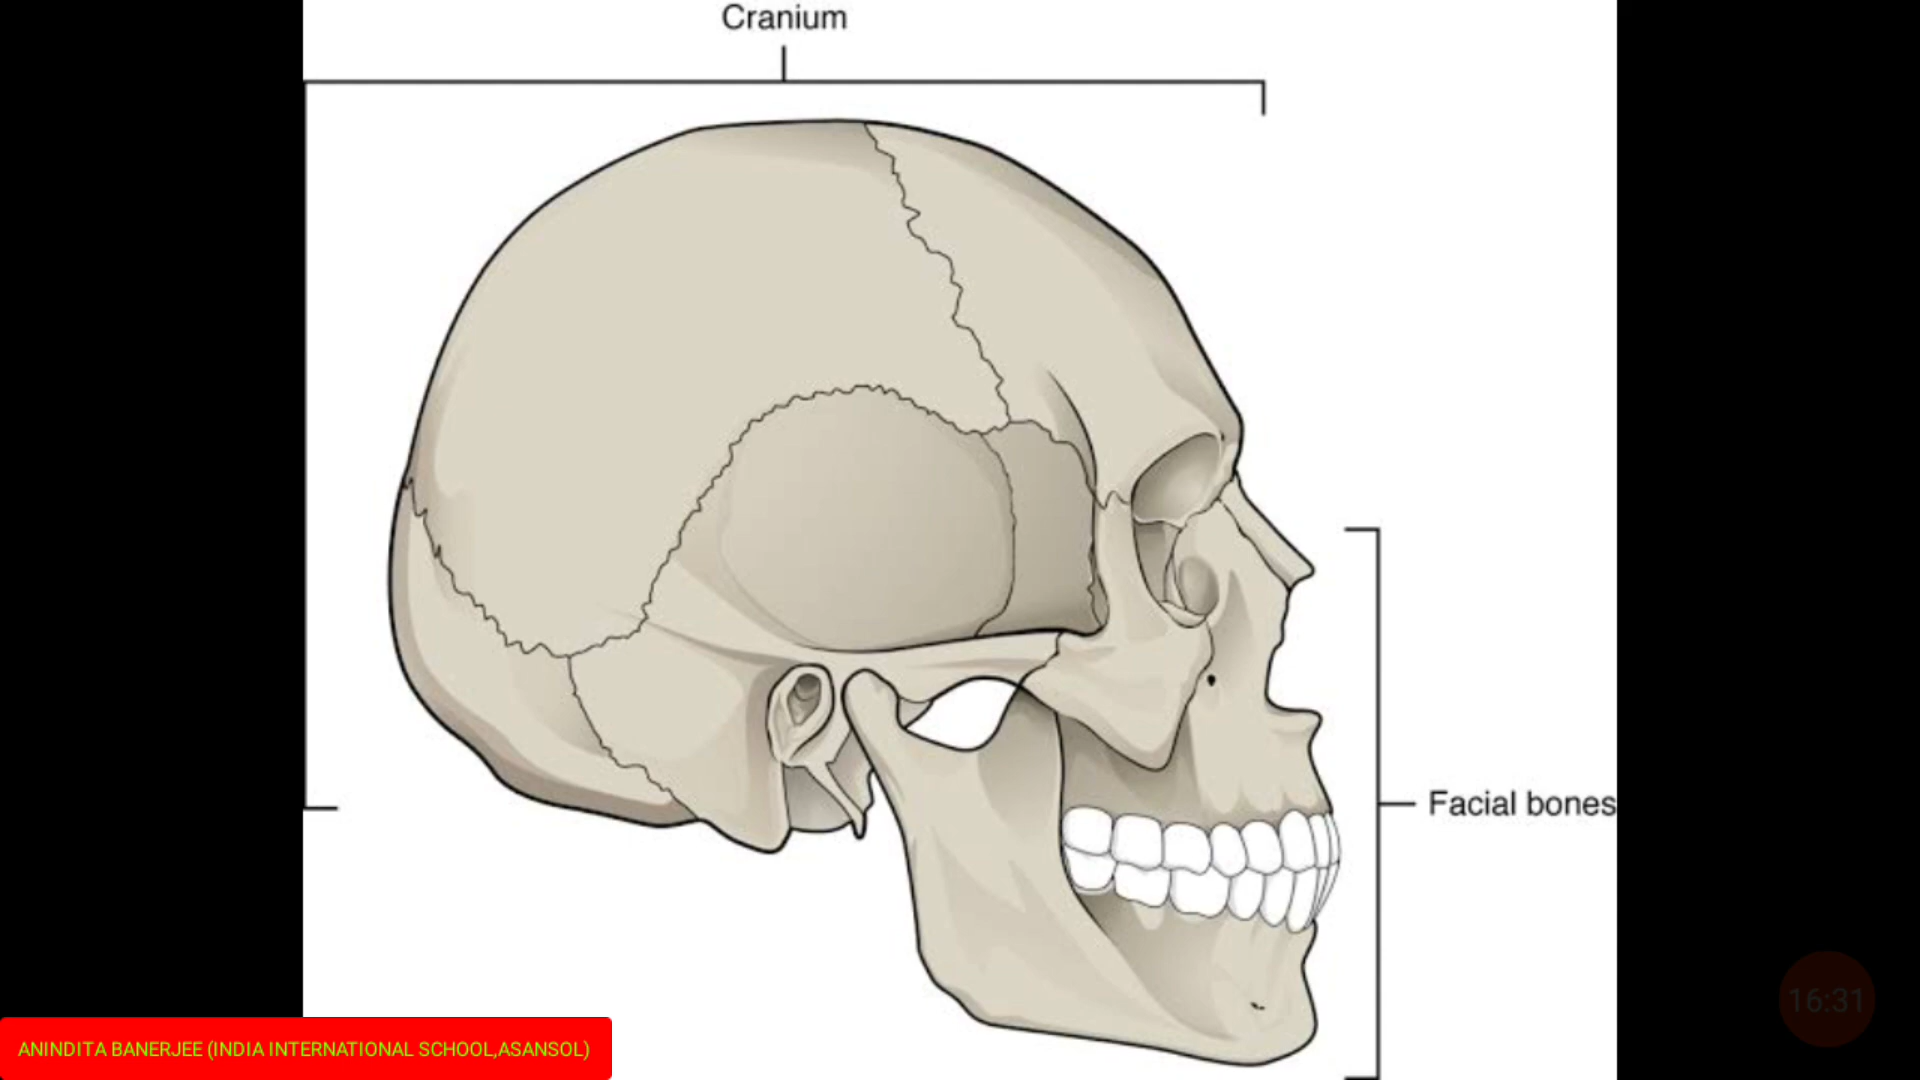 Cranium
Facial bones
ANINDITA BANERJEE (INDIA INTERNATIONAL SCHOOL,ASANSOL)
16:31